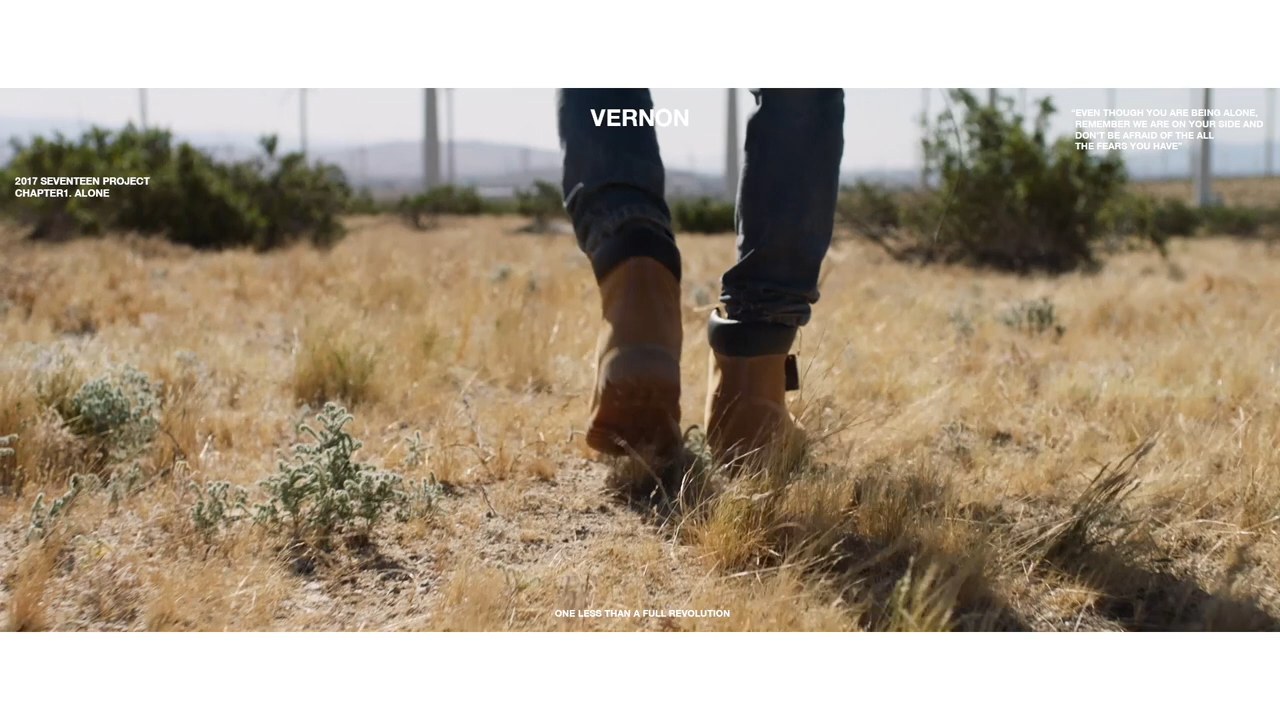 VERNON
"EVEN THOUGH YOU ARE BEING ALONE,
REMEMBER WE ARE ON YOUR SIDE AND
DON'T BE AFRAID OF THE ALL
THE FEARS YOU HAVE"
2017 SEVENTEEN PROJECT
CHAPTER1. ALONE
ONE LESS THAN A FULL REVOLUTION